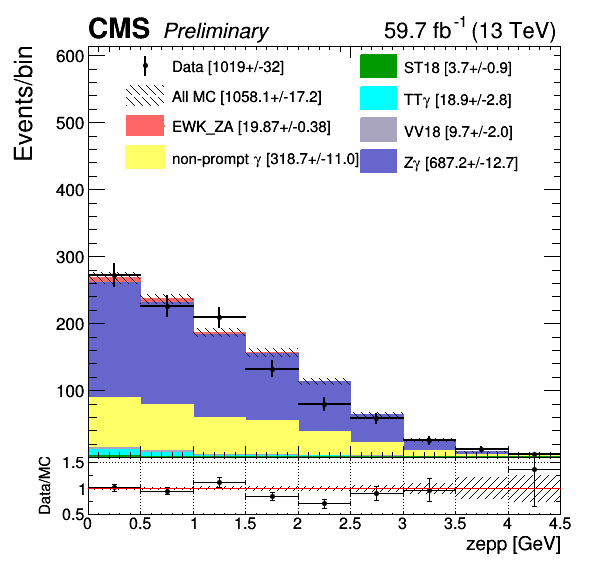 CMS Preliminary 59.7 fb⁻¹ (13 TeV)
Events/bin
600
500
400
300
200
100
Data [1019+/-32]
All MC [1058.1+/-17.2]
EWK_ZA [19.87+/-0.38]
non-prompt γ [318.7+/-11.0]
ST18 [3.7+/-0.9]
TTγ [18.9+/-2.8]
VV18 [9.7+/-2.0]
Zγ [687.2+/-12.7]
Data/MC
1.5
1
0.5
0 0.5 1 1.5 2 2.5 3 3.5 4 4.5
zepp [GeV]